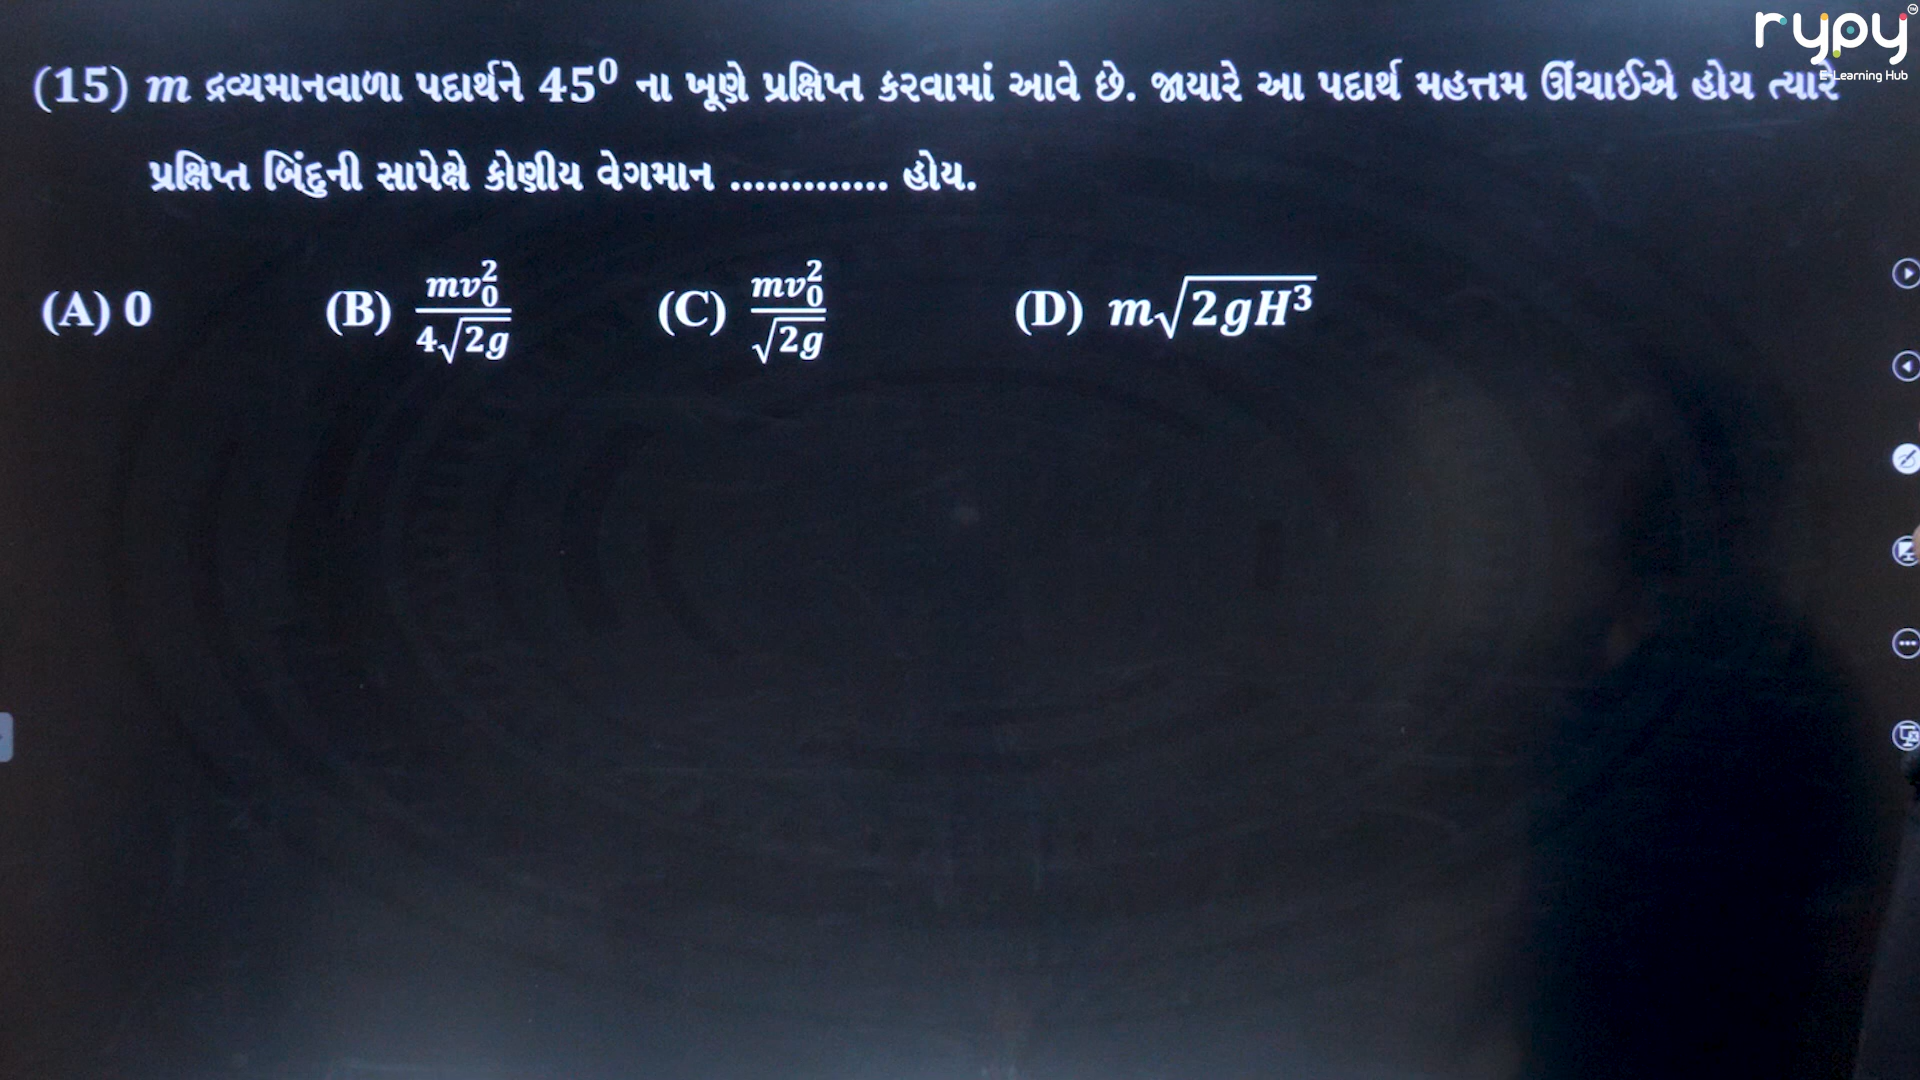 rypy™
E-Learning Hub
(15) m દ્રવ્યમાનવાળા પદાર્થને 45⁰ ના ખૂણે પ્રક્ષિપ્ત કરવામાં આવે છે. જાયારે આ પદાર્થ મહત્તમ ઊંચાઈએ હોય ત્યારે
પ્રક્ષિપ્ત બિંદુની સાપેક્ષે કોણીય વેગમાન ............. હોય.
(A) 0 (B) mv₀²/4√2g (C) mv₀²/√2g (D) m√2gH³